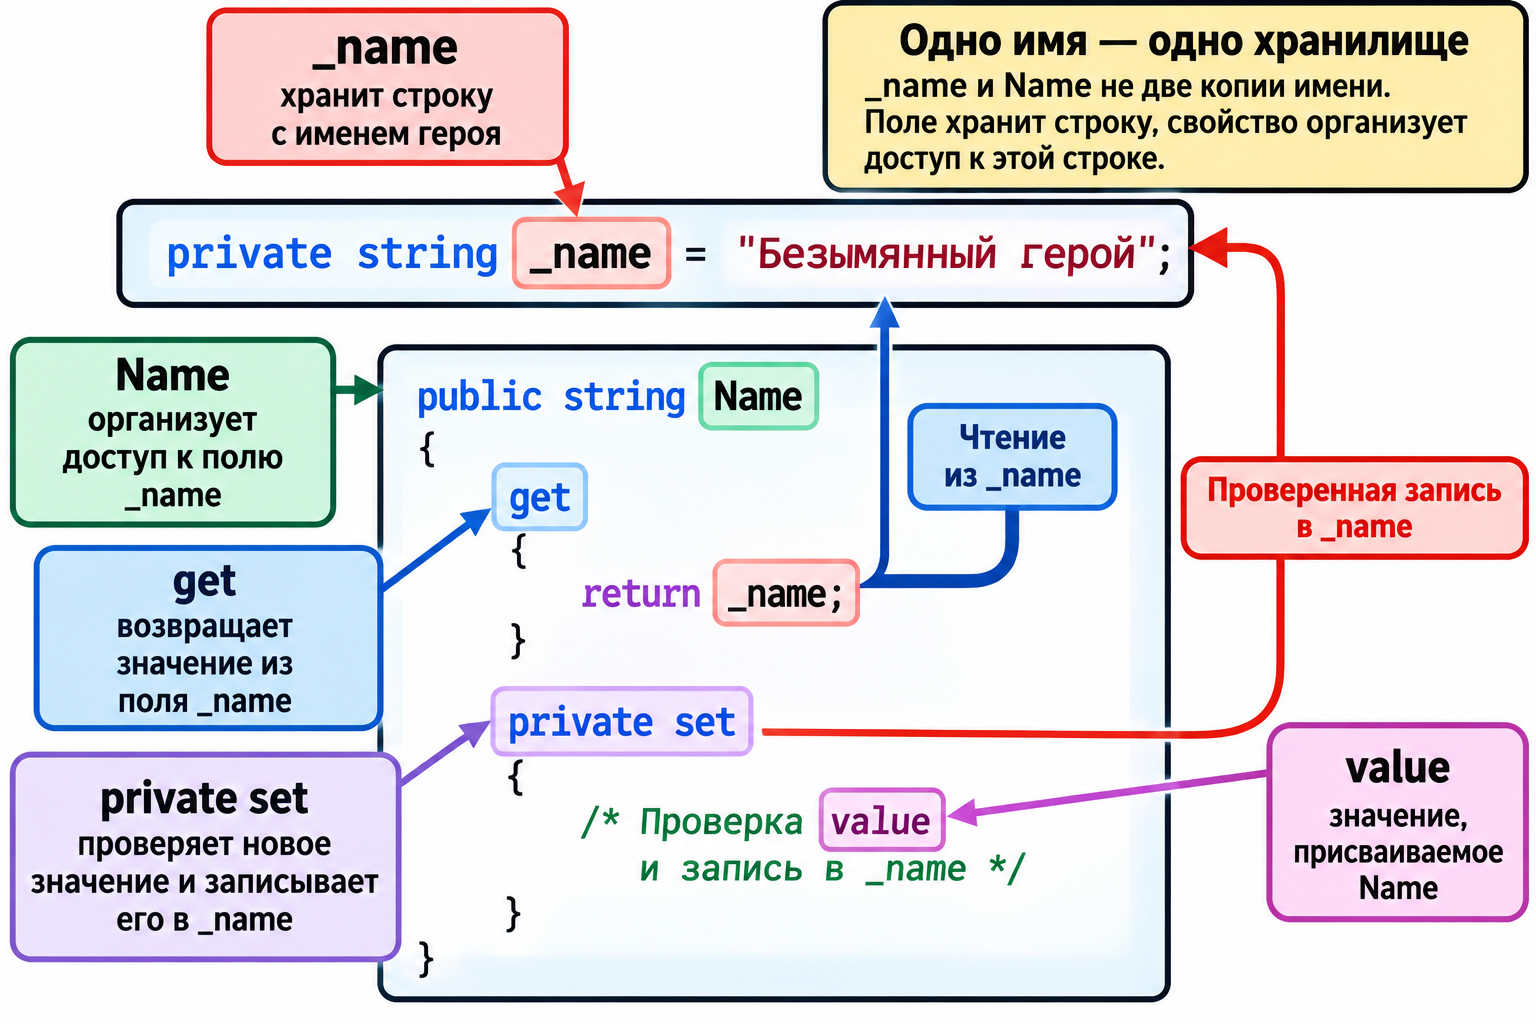 _name
хранит строку
с именем героя
Одно имя — одно хранилище
_name и Name не две копии имени.
Поле хранит строку, свойство организует
доступ к этой строке.
private string _name = "Безымянный герой";
Name
организует
доступ к полю
_name
public string Name
{
get
{
return _name;
}
private set
{
/* Проверка value
и запись в _name */
}
}
Чтение
из _name
Проверенная запись
в _name
get
возвращает
значение из
поля _name
private set
проверяет новое
значение и записывает
его в _name
value
значение,
присваиваемое
Name